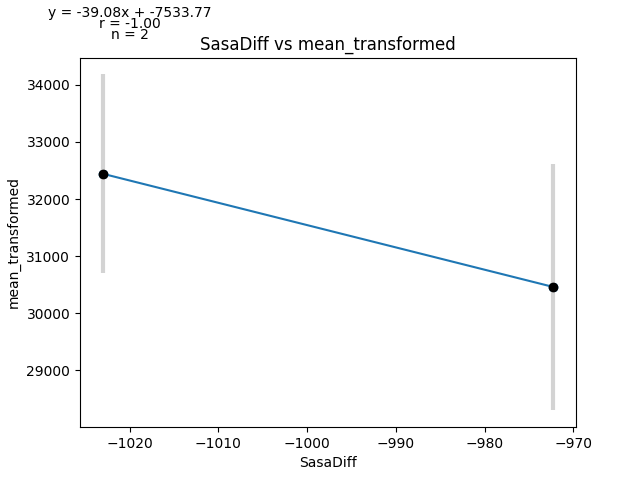 y = -39.08x + -7533.77
r = -1.00
n = 2
SasaDiff vs mean_transformed
34000
33000
32000
31000
30000
29000
mean_transformed
−1020 −1010 −1000 −990 −980 −970
SasaDiff